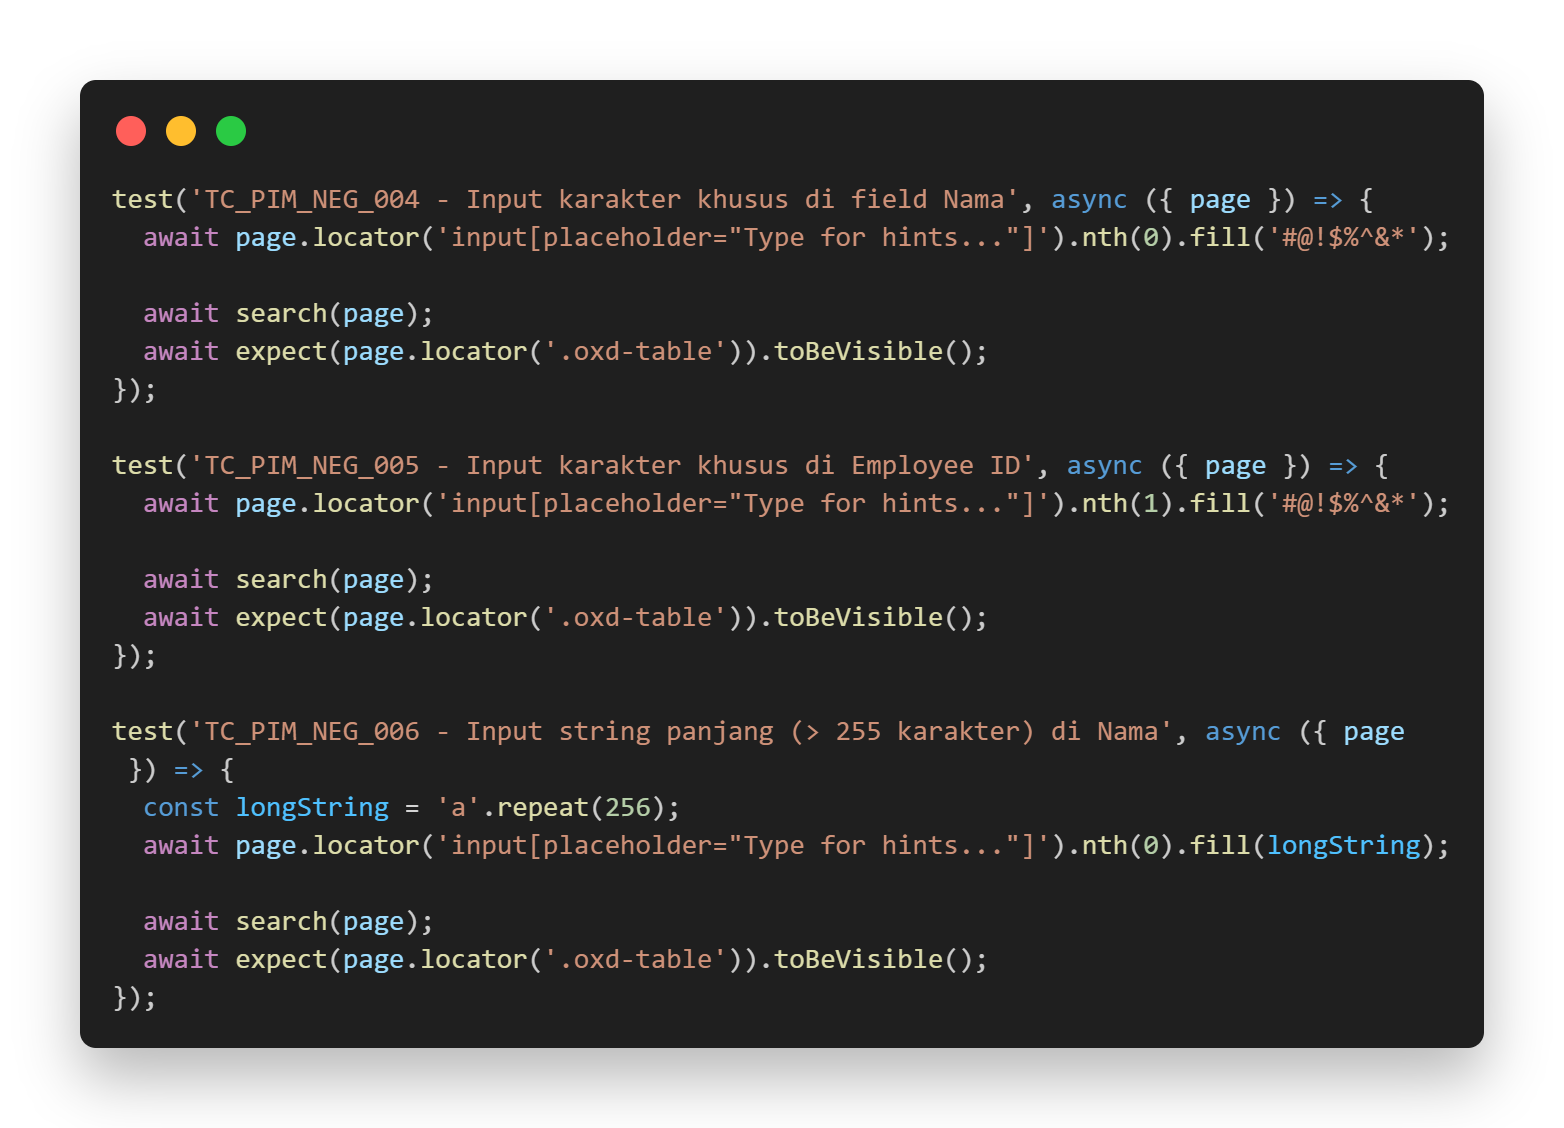 test('TC_PIM_NEG_004 - Input karakter khusus di field Nama', async ({ page }) => {
  await page.locator('input[placeholder="Type for hints..."]').nth(0).fill('#@!$%^&*');

  await search(page);
  await expect(page.locator('.oxd-table')).toBeVisible();
});

test('TC_PIM_NEG_005 - Input karakter khusus di Employee ID', async ({ page }) => {
  await page.locator('input[placeholder="Type for hints..."]').nth(1).fill('#@!$%^&*');

  await search(page);
  await expect(page.locator('.oxd-table')).toBeVisible();
});

test('TC_PIM_NEG_006 - Input string panjang (> 255 karakter) di Nama', async ({ page
 }) => {
  const longString = 'a'.repeat(256);
  await page.locator('input[placeholder="Type for hints..."]').nth(0).fill(longString);

  await search(page);
  await expect(page.locator('.oxd-table')).toBeVisible();
});